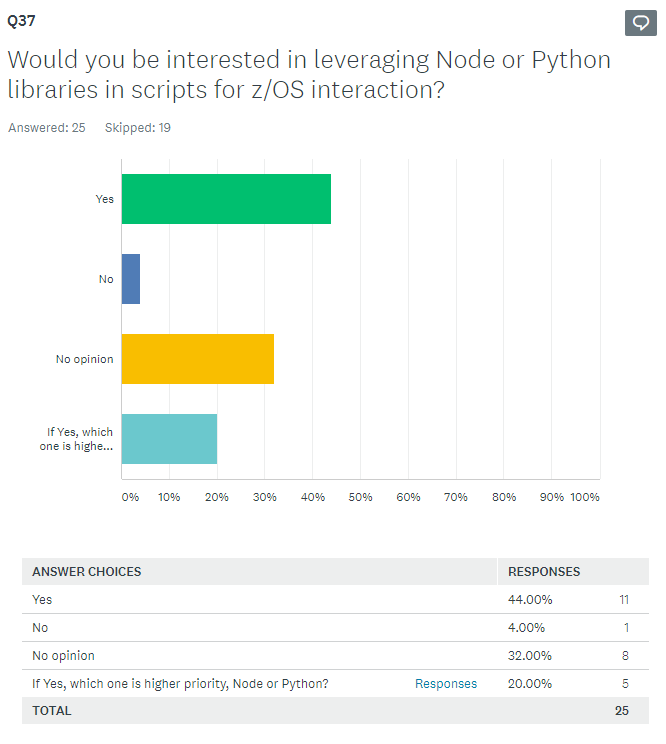 Q37
Would you be interested in leveraging Node or Python
libraries in scripts for z/OS interaction?
Answered: 25 Skipped: 19
Yes
No
No opinion
If Yes, which
one is highe...
0% 10% 20% 30% 40% 50% 60% 70% 80% 90% 100%
ANSWER CHOICES RESPONSES
Yes 44.00% 11
No 4.00% 1
No opinion 32.00% 8
If Yes, which one is higher priority, Node or Python? Responses 20.00% 5
TOTAL 25